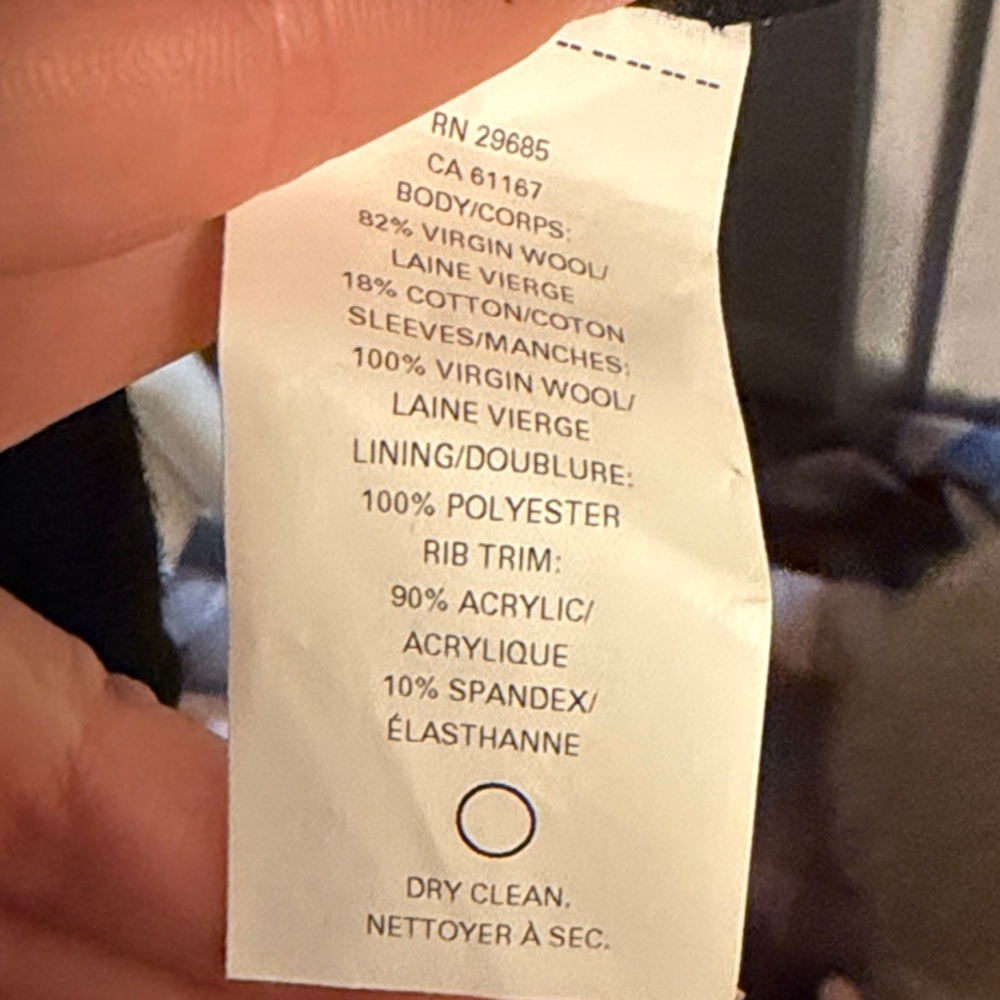 RN 29685
CA 61167
BODY/CORPS:
82% VIRGIN WOOL/
LAINE VIERGE
18% COTTON/COTON
SLEEVES/MANCHES:
100% VIRGIN WOOL/
LAINE VIERGE
LINING/DOUBLURE:
100% POLYESTER
RIB TRIM:
90% ACRYLIC/
ACRYLIQUE
10% SPANDEX/
ÉLASTHANNE
DRY CLEAN.
NETTOYER À SEC.